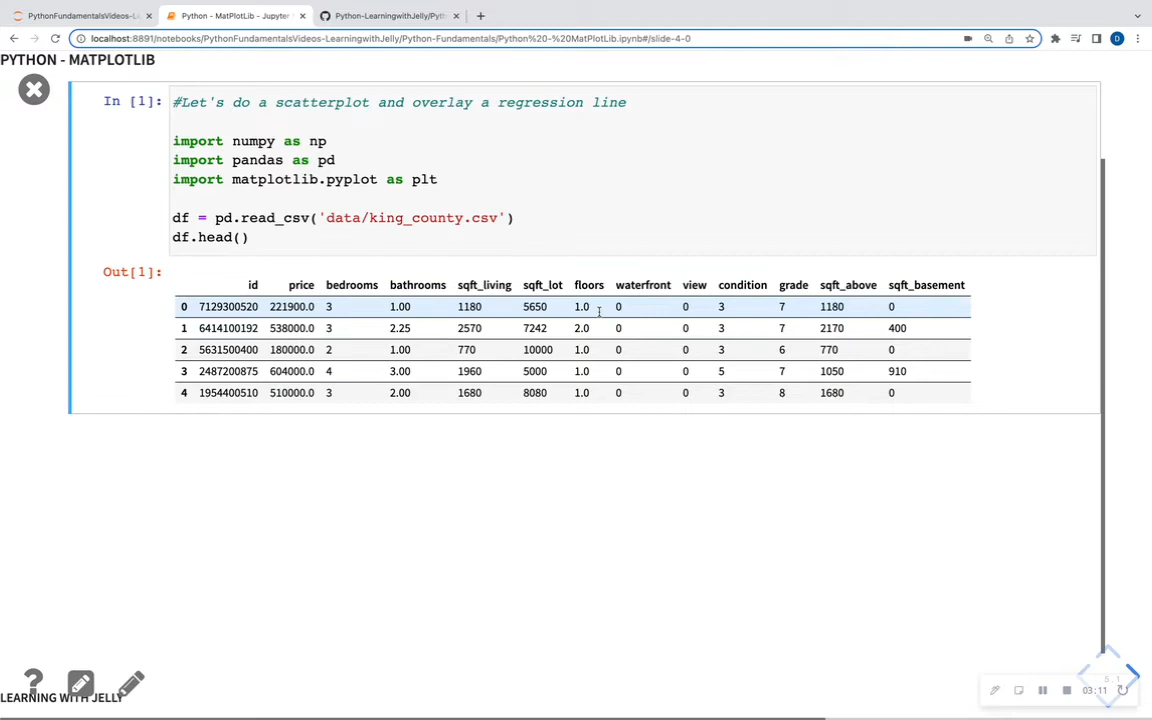 PythonFundamentalsVideos-L
Python - MatPlotLib - Jupyter
Python-LearningwithJelly/Pyth
localhost:8891/notebooks/PythonFundamentalsVideos-LearningwithJelly/Python-Fundamentals/Python%20-%20MatPlotLib.ipynb#/slide-4-0
D
PYTHON - MATPLOTLIB
In [1]: #Let's do a scatterplot and overlay a regression line
import numpy as np
import pandas as pd
import matplotlib.pyplot as plt
df = pd.read_csv('data/king_county.csv')
df.head()
Out[1]:
id price bedrooms bathrooms sqft_living sqft_lot floors waterfront view condition grade sqft_above sqft_basement
0 7129300520 221900.0 3 1.00 1180 5650 1.0 0 0 3 7 1180 0
1 6414100192 538000.0 3 2.25 2570 7242 2.0 0 0 3 7 2170 400
2 5631500400 180000.0 2 1.00 770 10000 1.0 0 0 3 6 770 0
3 2487200875 604000.0 4 3.00 1960 5000 1.0 0 0 5 7 1050 910
4 1954400510 510000.0 3 2.00 1680 8080 1.0 0 0 3 8 1680 0
5.1
03:11
LEARNING WITH JELLY